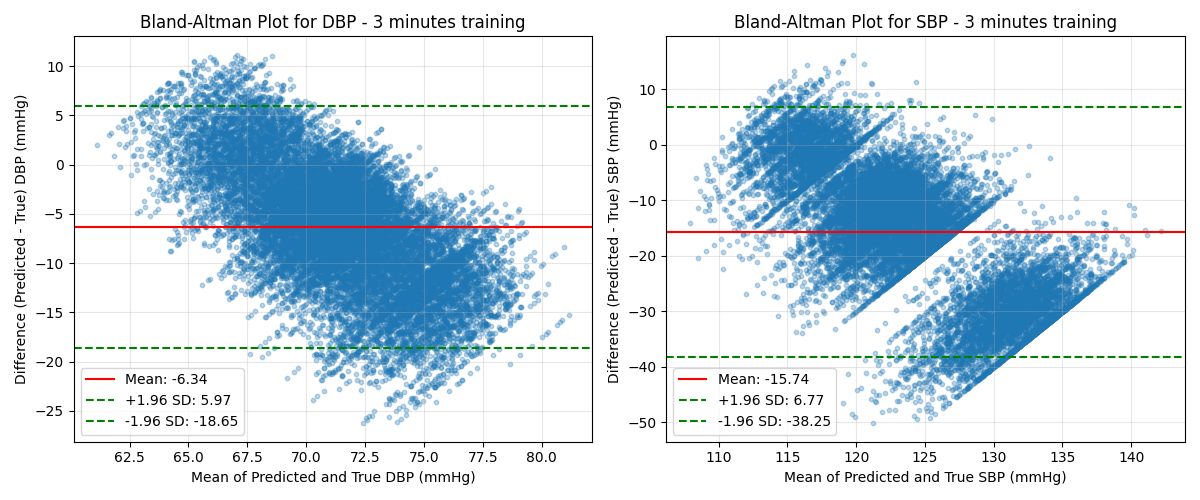 Bland-Altman Plot for DBP - 3 minutes training
Difference (Predicted - True) DBP (mmHg)
10
5
0
−5
−10
−15
−20
−25
Mean: -6.34
+1.96 SD: 5.97
-1.96 SD: -18.65
62.5 65.0 67.5 70.0 72.5 75.0 77.5 80.0
Mean of Predicted and True DBP (mmHg)
Bland-Altman Plot for SBP - 3 minutes training
Difference (Predicted - True) SBP (mmHg)
10
0
−10
−20
−30
−40
−50
Mean: -15.74
+1.96 SD: 6.77
-1.96 SD: -38.25
110 115 120 125 130 135 140
Mean of Predicted and True SBP (mmHg)